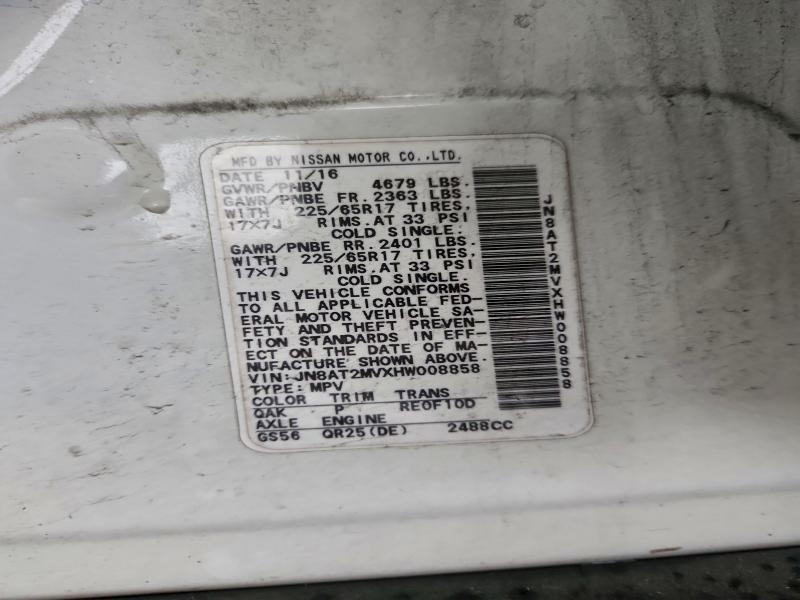 MFD BY NISSAN MOTOR CO.,LTD.
DATE 11/16
GVWR/PNBV 4679 LBS.
GAWR/PNBE FR. 2363 LBS.
WITH 225/65R17 TIRES,
17X7J RIMS.AT 33 PSI
COLD SINGLE.
GAWR/PNBE RR. 2401 LBS.
WITH 225/65R17 TIRES,
17X7J RIMS.AT 33 PSI
COLD SINGLE.
THIS VEHICLE CONFORMS
TO ALL APPLICABLE FED-
ERAL MOTOR VEHICLE SA-
FETY AND THEFT PREVEN-
TION STANDARDS IN EFF-
ECT ON THE DATE OF MA-
NUFACTURE SHOWN ABOVE.
VIN:JN8AT2MVXHW008858
TYPE:MPV
COLOR TRIM TRANS
QAK P RE0F10D
AXLE ENGINE
GS56 QR25(DE) 2488CC
JN8AT2MVXHW008858